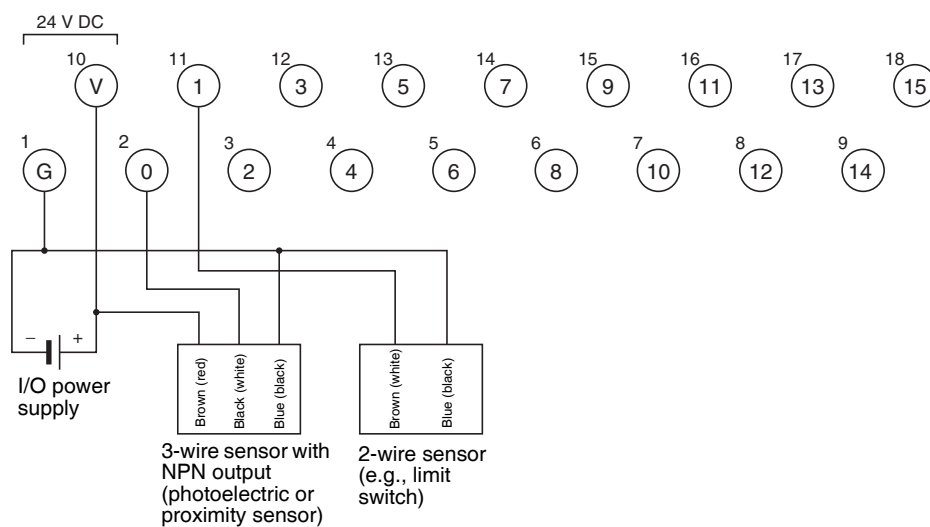 24 V DC
10 11 12 13 14 15 16 17 18
V 1 3 5 7 9 11 13 15
1 2 3 4 5 6 7 8 9
G 0 2 4 6 8 10 12 14
– +
I/O power
supply
Brown (red)
Black (white)
Blue (black)
Brown (white)
Blue (black)
3-wire sensor with
NPN output
(photoelectric or
proximity sensor)
2-wire sensor
(e.g., limit
switch)